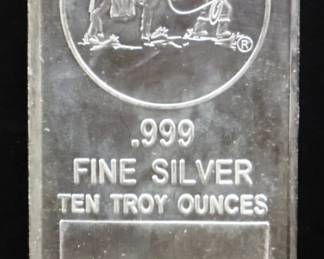 ®
.999
FINE SILVER
TEN TROY OUNCES